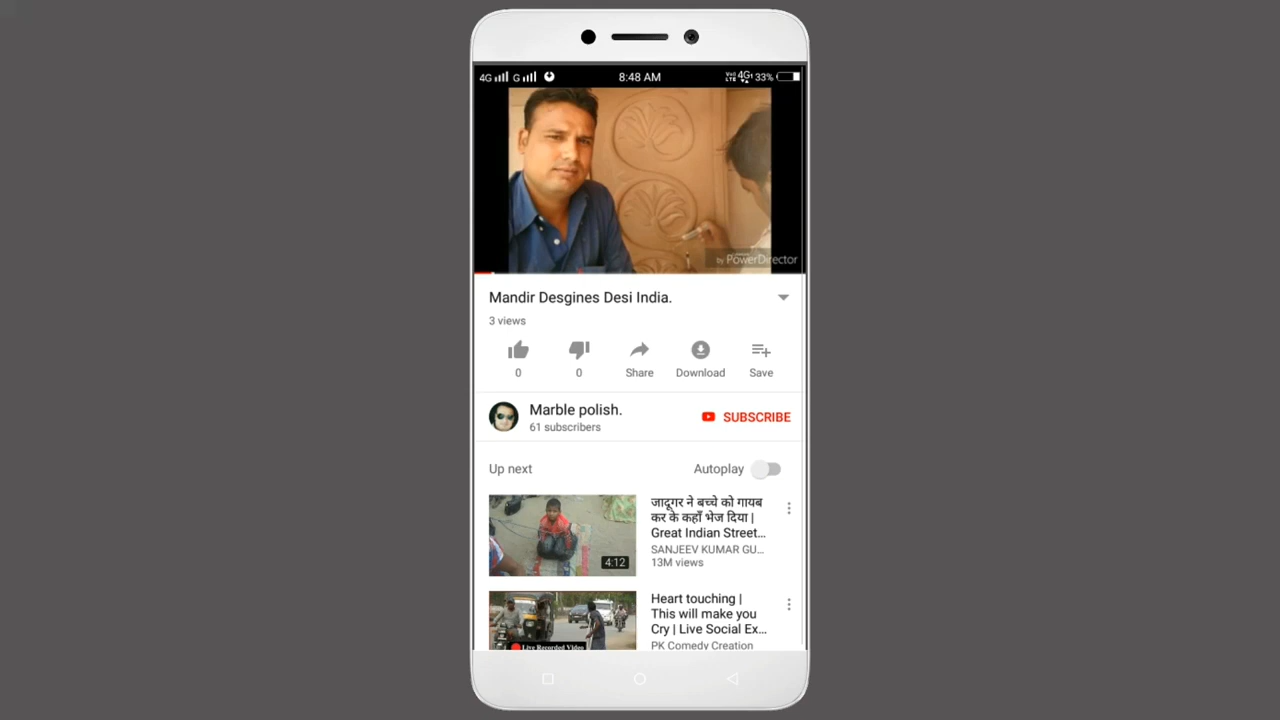 4G G 8:48 AM VoLTE 4G 33%
by PowerDirector
Mandir Desgines Desi India.
3 views
0 0 Share Download Save
Marble polish.
61 subscribers
SUBSCRIBE
Up next Autoplay
जादूगर ने बच्चे को गायब
कर के कहाँ भेज दिया |
Great Indian Street...
SANJEEV KUMAR GU...
13M views
4:12
Heart touching |
This will make you
Cry | Live Social Ex...
PK Comedy Creation
Live Recorded Video